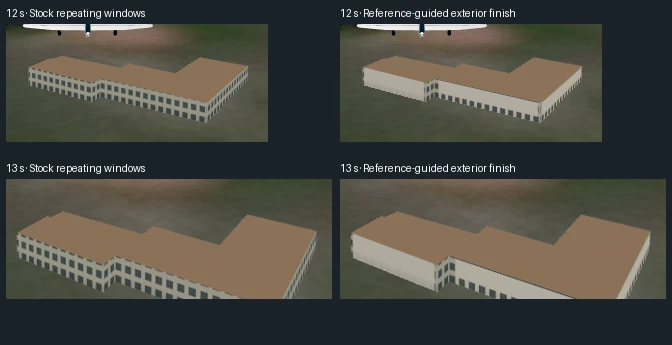 12 s · Stock repeating windows
12 s · Reference-guided exterior finish
13 s · Stock repeating windows
13 s · Reference-guided exterior finish